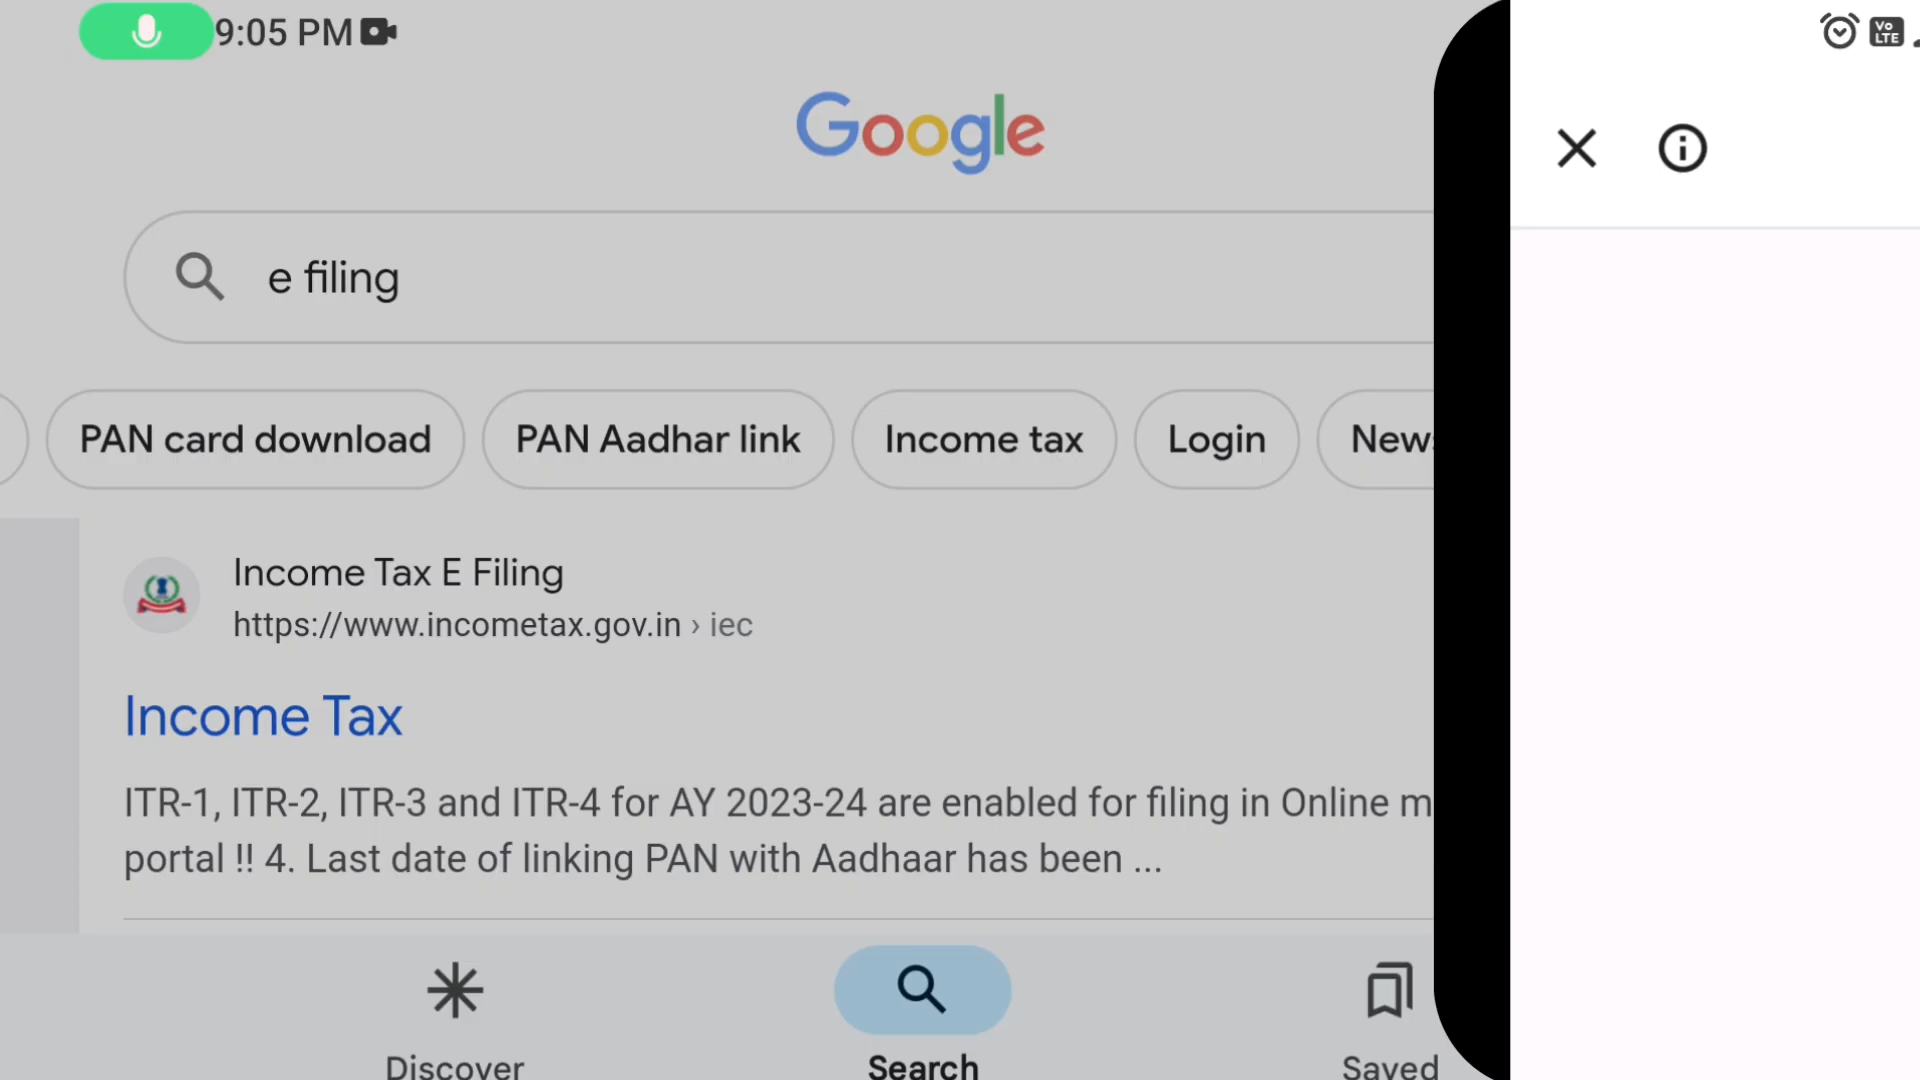 9:05 PM
Vo
LTE
Google
e filing
PAN card download
PAN Aadhar link
Income tax
Login
New
Income Tax E Filing
https://www.incometax.gov.in › iec
Income Tax
ITR-1, ITR-2, ITR-3 and ITR-4 for AY 2023-24 are enabled for filing in Online m
portal !! 4. Last date of linking PAN with Aadhaar has been ...
Discover
Search
Saved